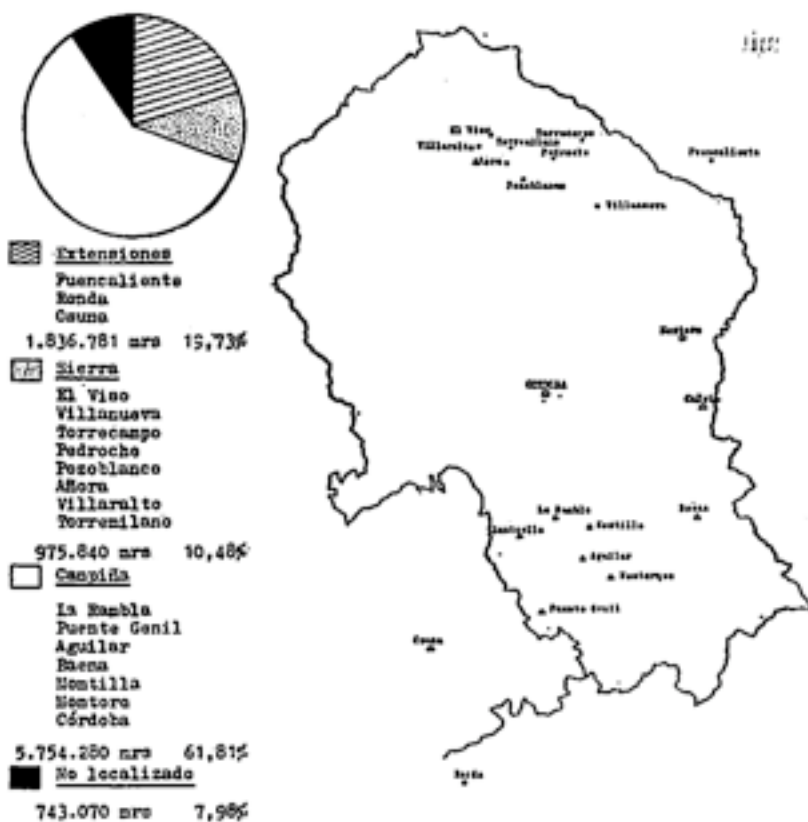 Extensiones
Fuencaliente
Ronda
Osuna
1.836.781 mrs 19,73%
Sierra
El Viso
Villanueva
Torrecampo
Pedroche
Pozoblanco
Añora
Villaralto
Torremilano
975.840 mrs 10,48%
Campiña
La Rambla
Puente Genil
Aguilar
Baena
Montilla
Montoro
Córdoba
5.754.280 mrs 61,81%
No localizado
743.070 mrs 7,98%
El Viso
Torrecampo
Villaralto
Torremilano
Pedroche
Añora
Fuencaliente
Pozoblanco
Villanueva
Montoro
CORDOBA
La Rambla
Baena
Montilla
Aguilar
Puente Genil
Osuna
Ronda